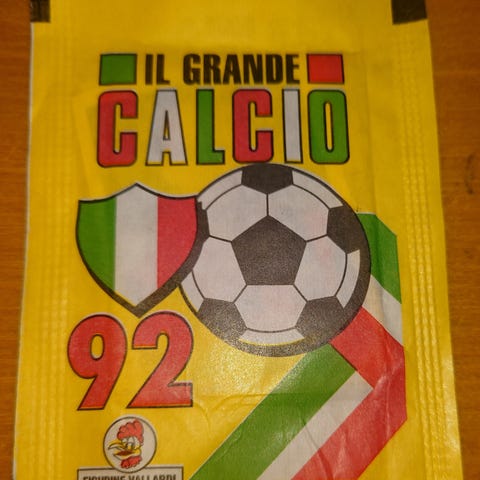 IL GRANDE
CALCIO
92
FIGURINE VALLARDI